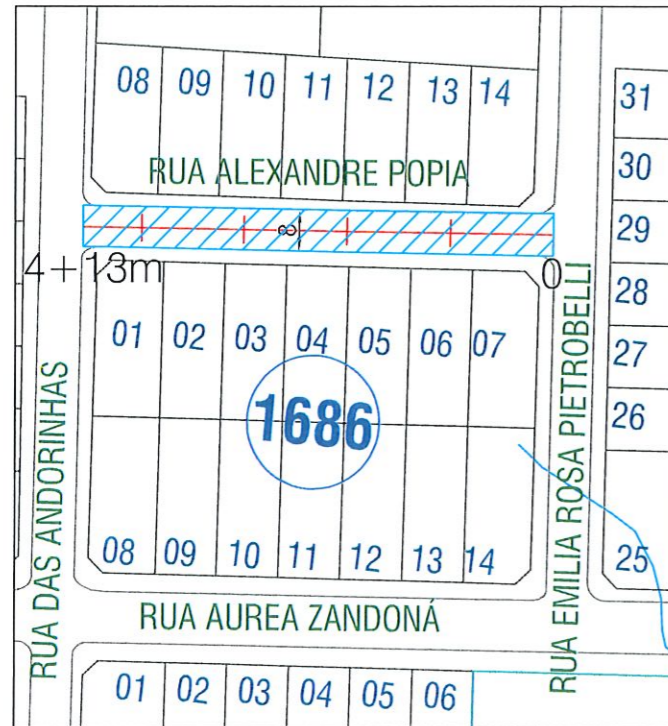 08 09 10 11 12 13 14
31
RUA ALEXANDRE POPIA
30
8
29
4+13m
0
28
01 02 03 04 05 06 07
27
1686
26
RUA DAS ANDORINHAS
RUA EMILIA ROSA PIETROBELLI
08 09 10 11 12 13 14
25
RUA AUREA ZANDONÁ
01 02 03 04 05 06